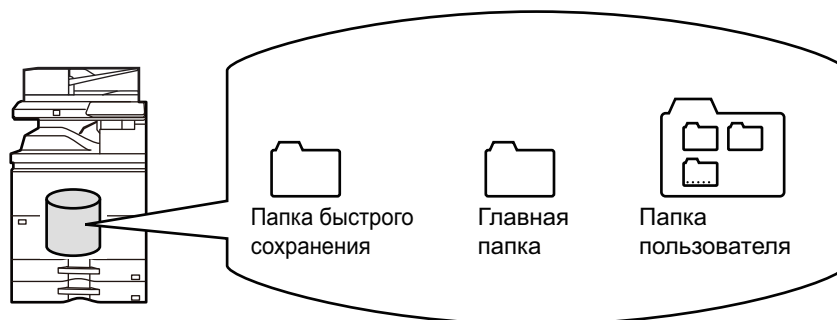 Папка быстрого
сохранения
Главная
папка
Папка
пользователя